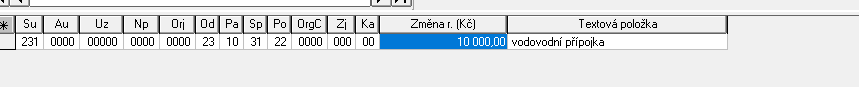 Su Au Uz Np Orj Od Pa Sp Po OrgC Zj Ka Změna r. (Kč) Textová položka
231 0000 00000 0000 0000 23 10 31 22 0000 000 00 10 000,00 vodovodní přípojka